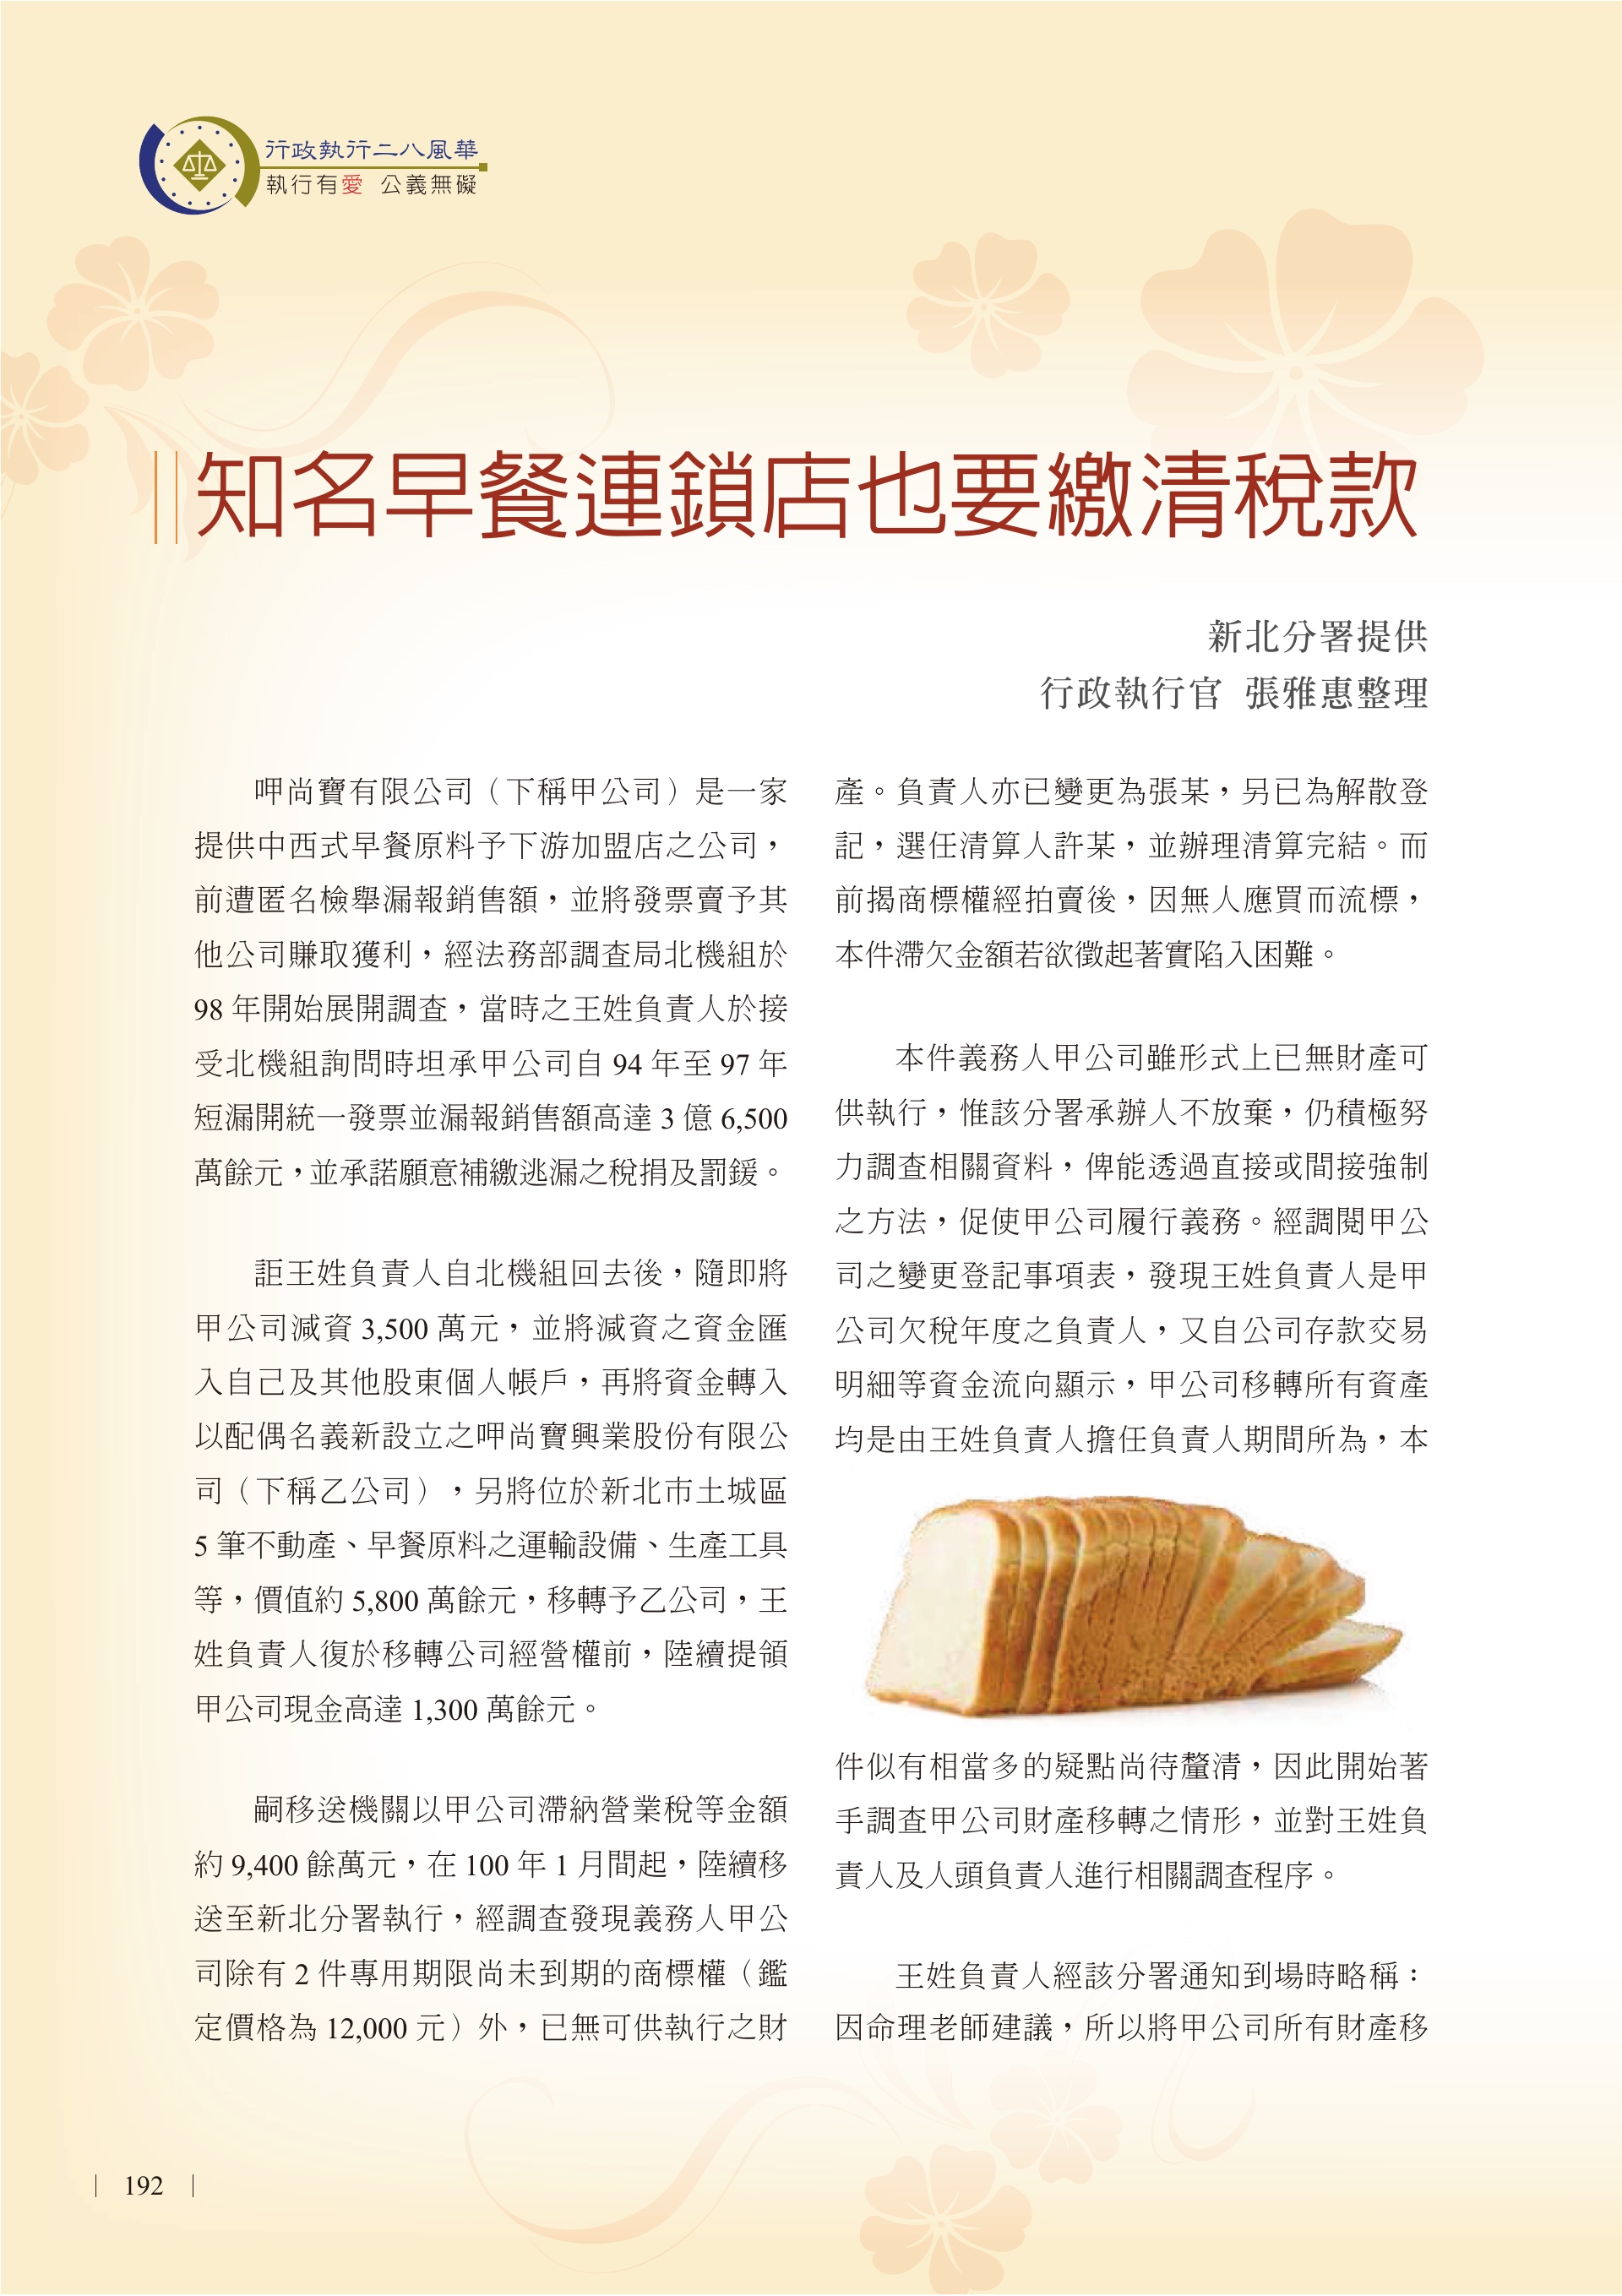 行政執行二八風華
執行有愛 公義無礙
知名早餐連鎖店也要繳清稅款
新北分署提供
行政執行官 張雅惠整理
呷尚寶有限公司（下稱甲公司）是一家
提供中西式早餐原料予下游加盟店之公司，
前遭匿名檢舉漏報銷售額，並將發票賣予其
他公司賺取獲利，經法務部調查局北機組於
98 年開始展開調查，當時之王姓負責人於接
受北機組詢問時坦承甲公司自 94 年至 97 年
短漏開統一發票並漏報銷售額高達 3 億 6,500
萬餘元，並承諾願意補繳逃漏之稅捐及罰鍰。
詎王姓負責人自北機組回去後，隨即將
甲公司減資 3,500 萬元，並將減資之資金匯
入自己及其他股東個人帳戶，再將資金轉入
以配偶名義新設立之呷尚寶興業股份有限公
司（下稱乙公司），另將位於新北市土城區
5 筆不動產、早餐原料之運輸設備、生產工具
等，價值約 5,800 萬餘元，移轉予乙公司，王
姓負責人復於移轉公司經營權前，陸續提領
甲公司現金高達 1,300 萬餘元。
嗣移送機關以甲公司滯納營業稅等金額
約 9,400 餘萬元，在 100 年 1 月間起，陸續移
送至新北分署執行，經調查發現義務人甲公
司除有 2 件專用期限尚未到期的商標權（鑑
定價格為 12,000 元）外，已無可供執行之財
產。負責人亦已變更為張某，另已為解散登
記，選任清算人許某，並辦理清算完結。而
前揭商標權經拍賣後，因無人應買而流標，
本件滯欠金額若欲徵起著實陷入困難。
本件義務人甲公司雖形式上已無財產可
供執行，惟該分署承辦人不放棄，仍積極努
力調查相關資料，俾能透過直接或間接強制
之方法，促使甲公司履行義務。經調閱甲公
司之變更登記事項表，發現王姓負責人是甲
公司欠稅年度之負責人，又自公司存款交易
明細等資金流向顯示，甲公司移轉所有資產
均是由王姓負責人擔任負責人期間所為，本
件似有相當多的疑點尚待釐清，因此開始著
手調查甲公司財產移轉之情形，並對王姓負
責人及人頭負責人進行相關調查程序。
王姓負責人經該分署通知到場時略稱：
因命理老師建議，所以將甲公司所有財產移
192